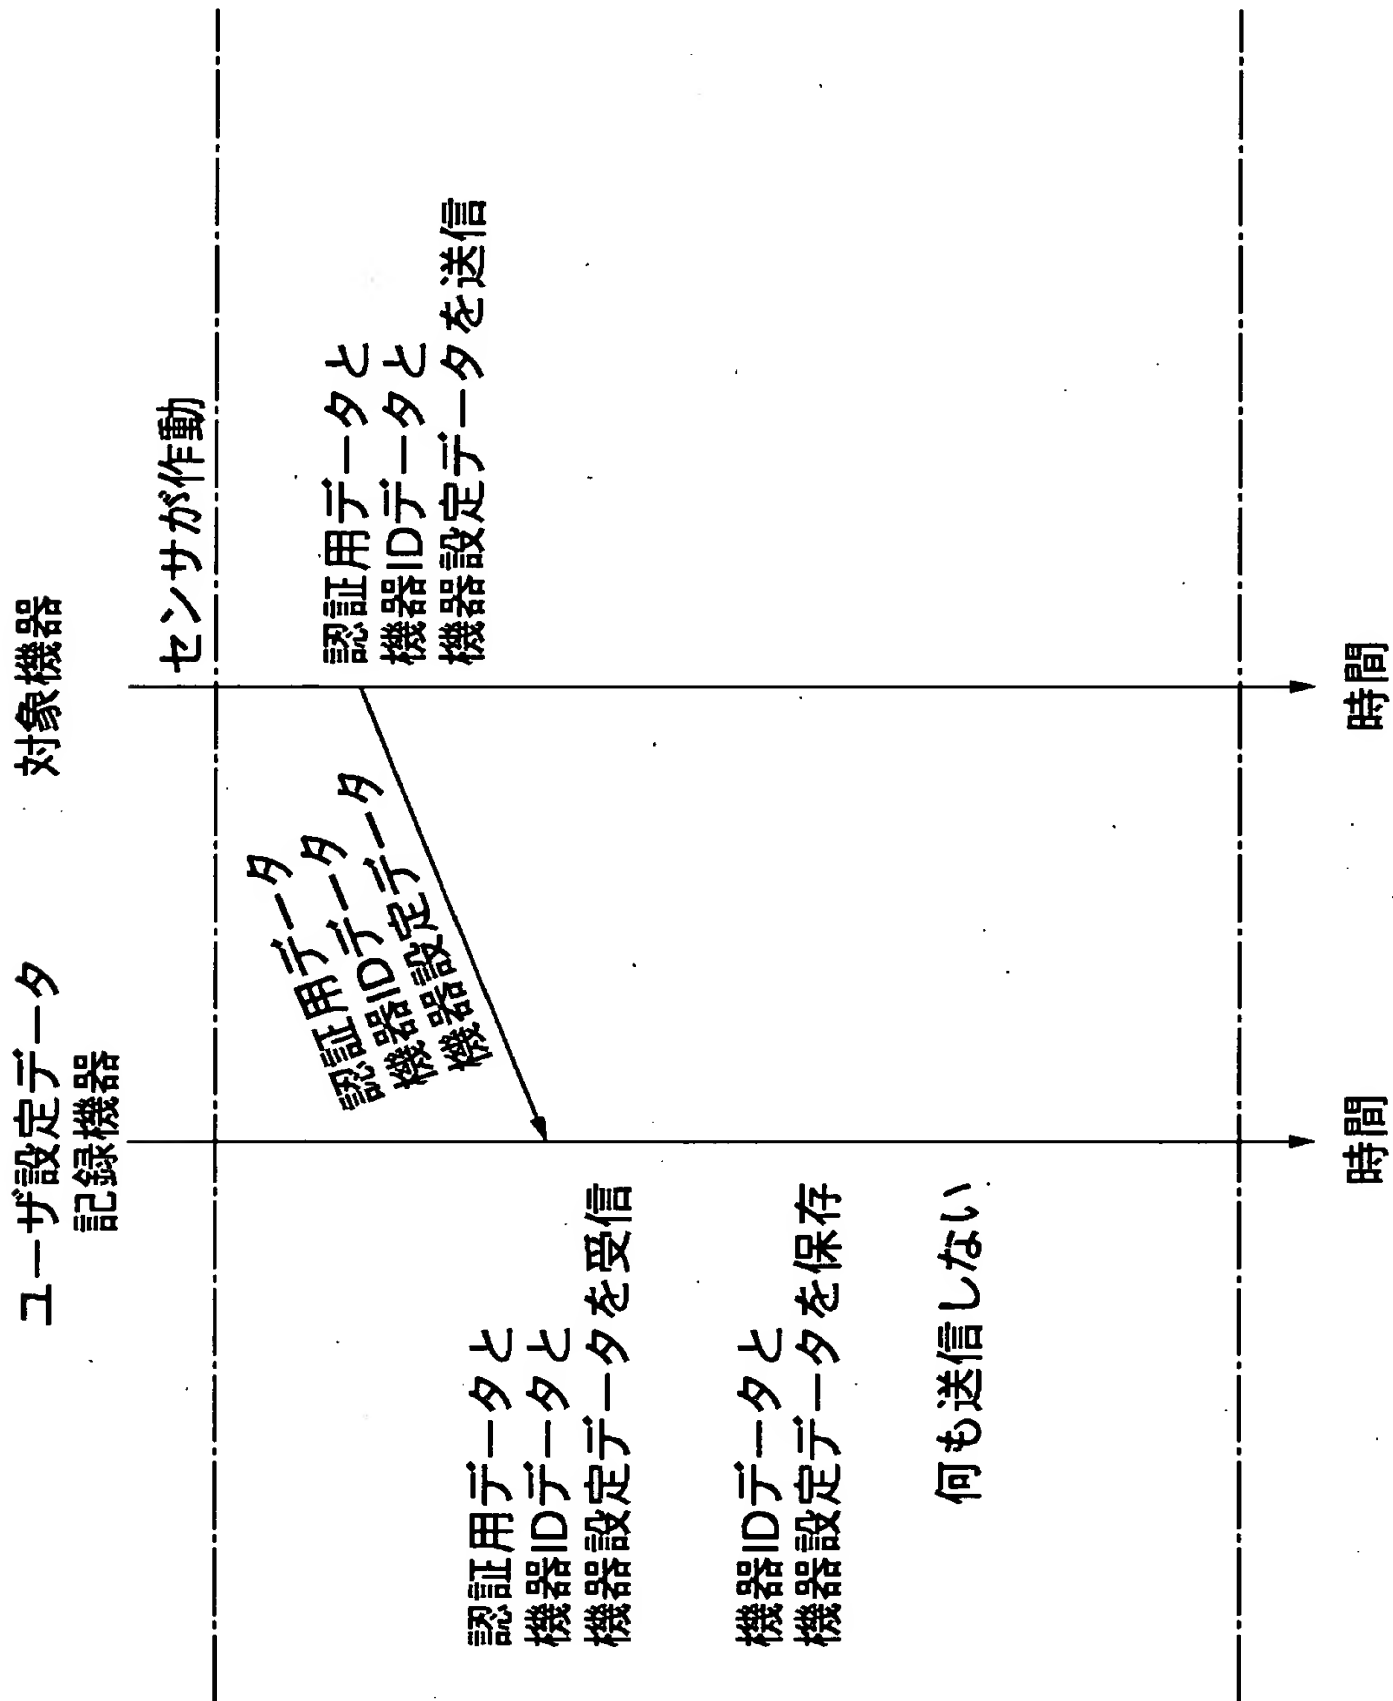 ユーザ設定データ
記録機器
対象機器
センサが作動
認証用データと
機器IDデータと
機器設定データを送信
認証用データ
機器IDデータ
機器設定データ
認証用データと
機器IDデータと
機器設定データを受信
機器IDデータと
機器設定データを保存
何も送信しない
時間
時間